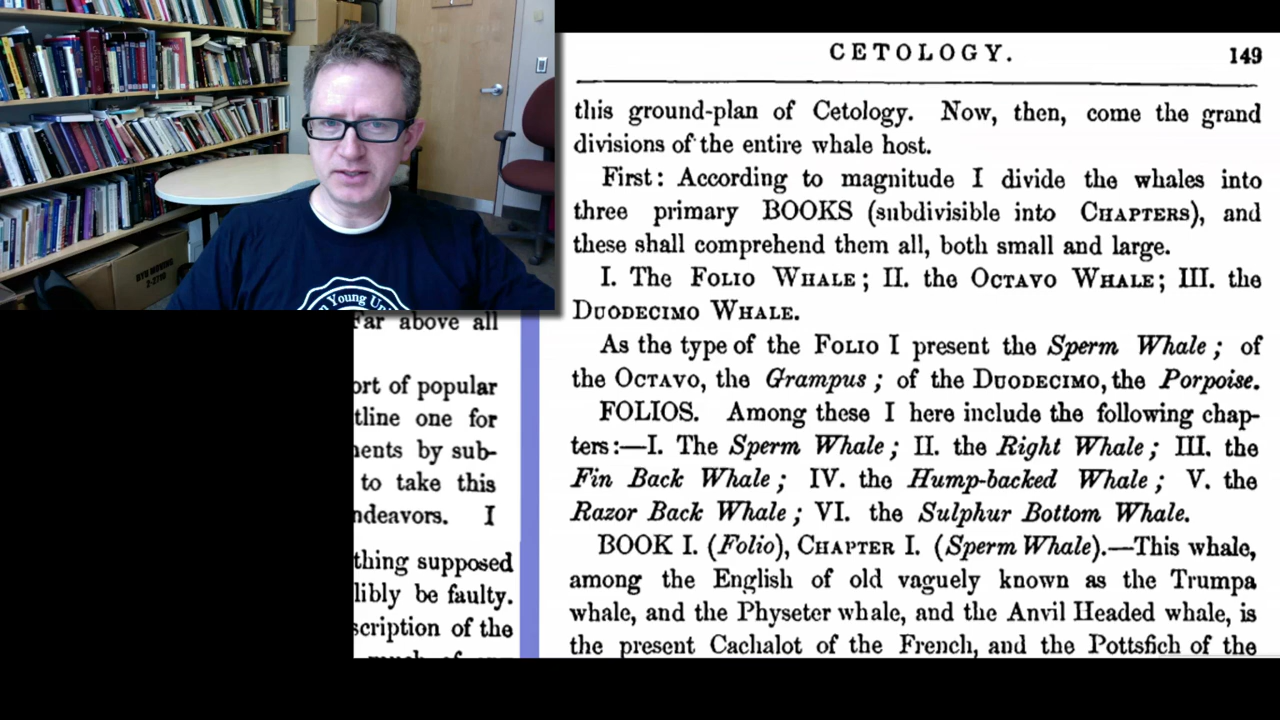 CETOLOGY. 149
this ground-plan of Cetology. Now, then, come the grand
divisions of the entire whale host.
First: According to magnitude I divide the whales into
three primary BOOKS (subdivisible into CHAPTERS), and
these shall comprehend them all, both small and large.
I. The FOLIO WHALE; II. the OCTAVO WHALE; III. the
DUODECIMO WHALE.
As the type of the FOLIO I present the Sperm Whale; of
the OCTAVO, the Grampus; of the DUODECIMO, the Porpoise.
FOLIOS. Among these I here include the following chap-
ters:—I. The Sperm Whale; II. the Right Whale; III. the
Fin Back Whale; IV. the Hump-backed Whale; V. the
Razor Back Whale; VI. the Sulphur Bottom Whale.
BOOK I. (Folio), CHAPTER I. (Sperm Whale).—This whale,
among the English of old vaguely known as the Trumpa
whale, and the Physeter whale, and the Anvil Headed whale, is
the present Cachalot of the French, and the Pottsfich of the
Far above all
ort of popular
tline one for
ents by sub-
to take this
ndeavors. I
thing supposed
libly be faulty.
scription of the
Young Uni